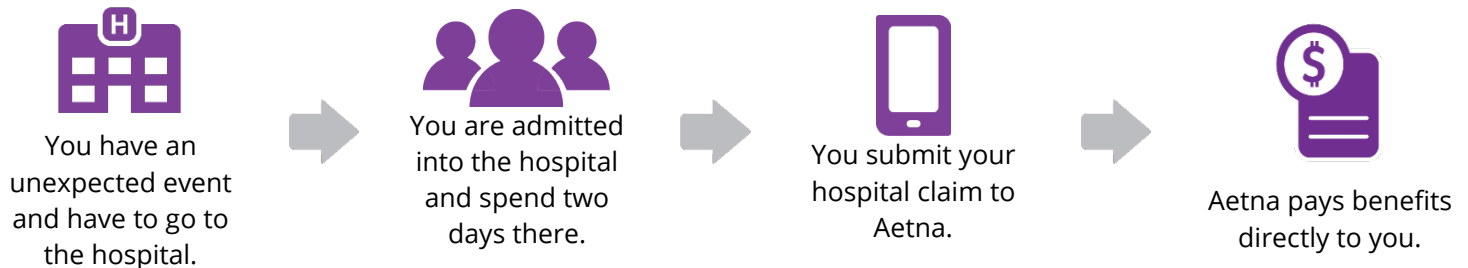 H
You have an
unexpected event
and have to go to
the hospital.
You are admitted
into the hospital
and spend two
days there.
You submit your
hospital claim to
Aetna.
$
Aetna pays benefits
directly to you.